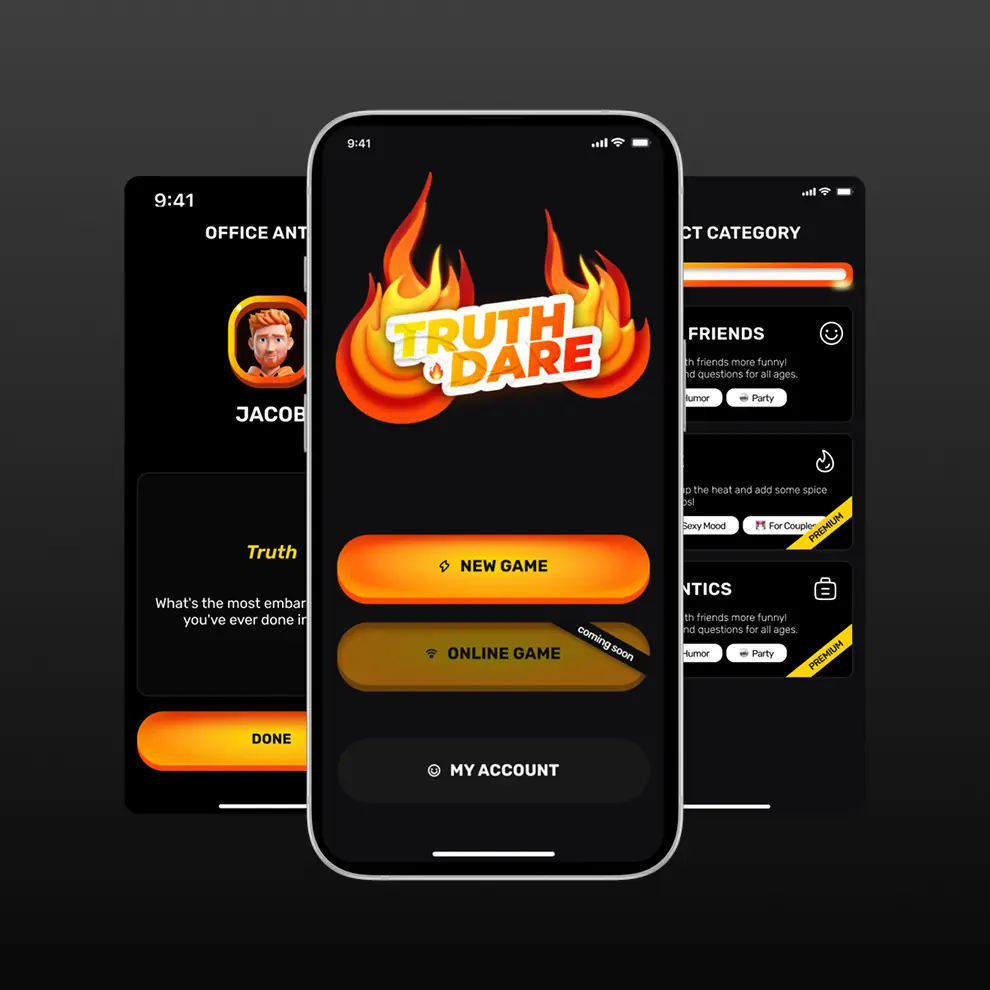 9:41
OFFICE ANT
JACOB
Truth
What's the most embar
you've ever done in
DONE
9:41
TRUTH
DARE
NEW GAME
ONLINE GAME
coming soon
MY ACCOUNT
CT CATEGORY
FRIENDS
th friends more funny!
nd questions for all ages.
Humor
Party
up the heat and add some spice
os!
Sexy Mood
For Couples
PREMIUM
NTICS
th friends more funny!
nd questions for all ages.
Humor
Party
PREMIUM